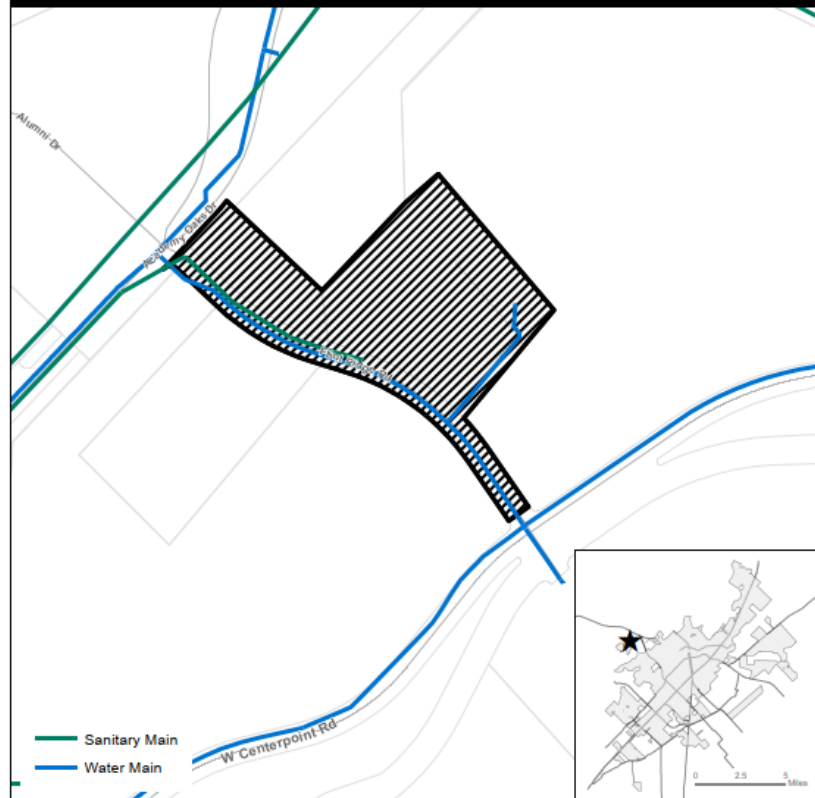 Alumni-Dr
Academy Oaks Dr
W Centerpoint Rd
Sanitary Main
Water Main
0 2.5 5
Miles